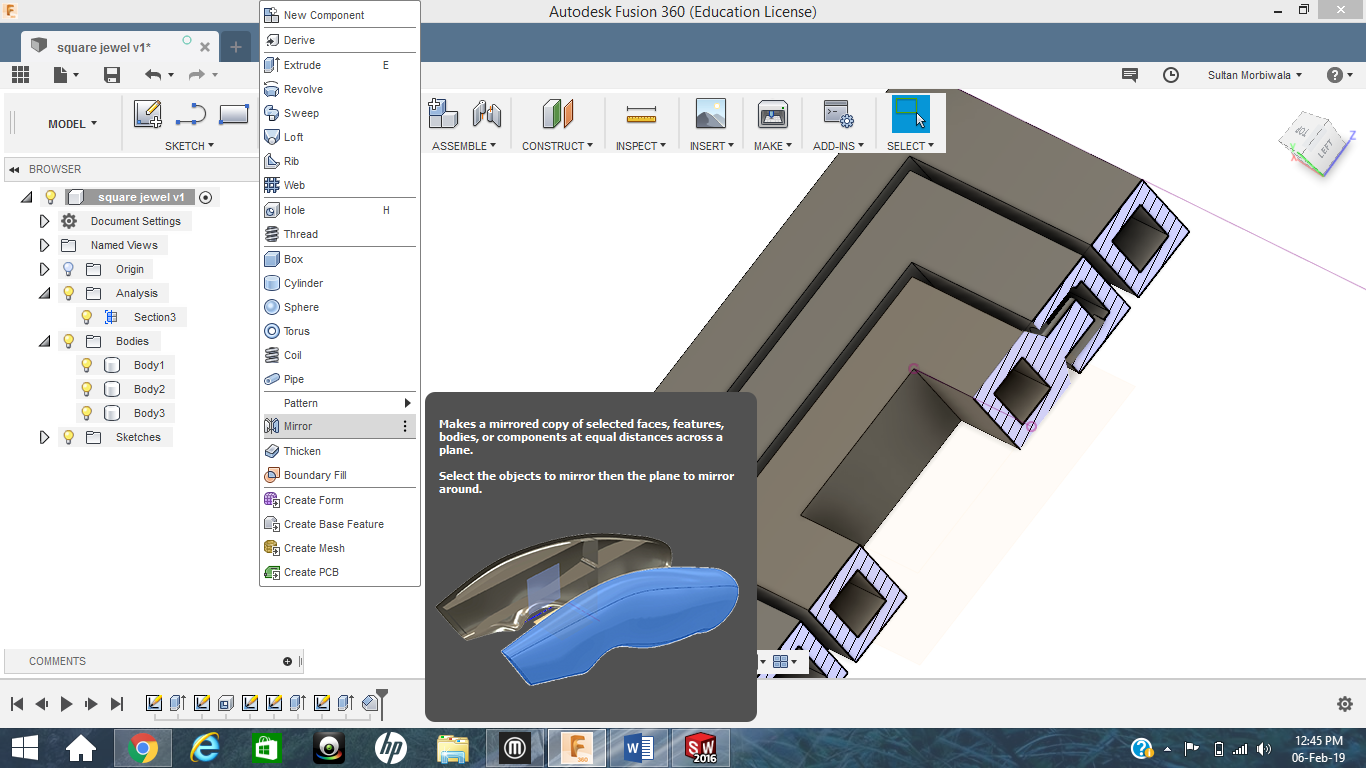 Autodesk Fusion 360 (Education License)
square jewel v1*
Sultan Morbiwala
MODEL
SKETCH
ASSEMBLE
CONSTRUCT
INSPECT
INSERT
MAKE
ADD-INS
SELECT
BROWSER
square jewel v1
Document Settings
Named Views
Origin
Analysis
Section3
Bodies
Body1
Body2
Body3
Sketches
New Component
Derive
Extrude E
Revolve
Sweep
Loft
Rib
Web
Hole H
Thread
Box
Cylinder
Sphere
Torus
Coil
Pipe
Pattern
Mirror
Thicken
Boundary Fill
Create Form
Create Base Feature
Create Mesh
Create PCB
Makes a mirrored copy of selected faces, features,
bodies, or components at equal distances across a
plane.
Select the objects to mirror then the plane to mirror
around.
TOP
LEFT
Z
Y
X
COMMENTS
hp
F
360
W
SW
2016
12:45 PM
06-Feb-19